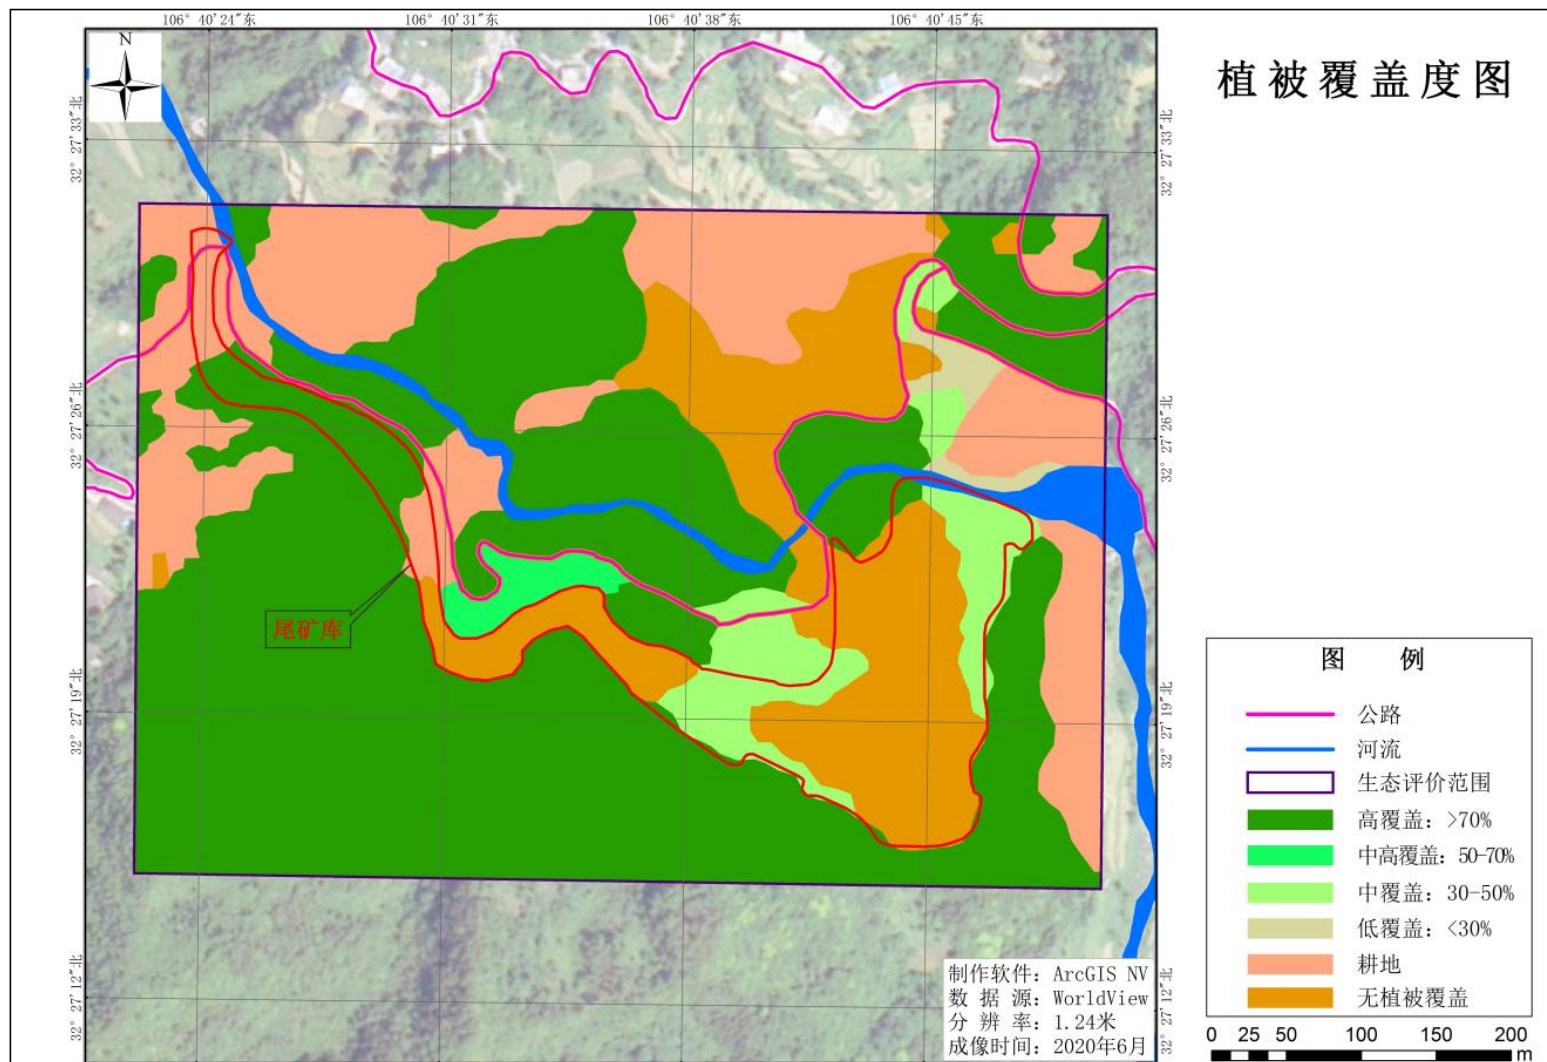 106° 40'24"东
106° 40'31"东
106° 40'38"东
106° 40'45"东
N
植被覆盖度图
32° 27'33"北
32° 27'33"北
32° 27'26"北
32° 27'26"北
尾矿库
32° 27'19"北
32° 27'19"北
32° 27'12"北
32° 27'12"北
图 例
公路
河流
生态评价范围
高覆盖：>70%
中高覆盖：50-70%
中覆盖：30-50%
低覆盖：<30%
耕地
无植被覆盖
制作软件：ArcGIS NV
数 据 源：WorldView
分 辨 率：1.24米
成像时间：2020年6月
0 25 50 100 150 200
m